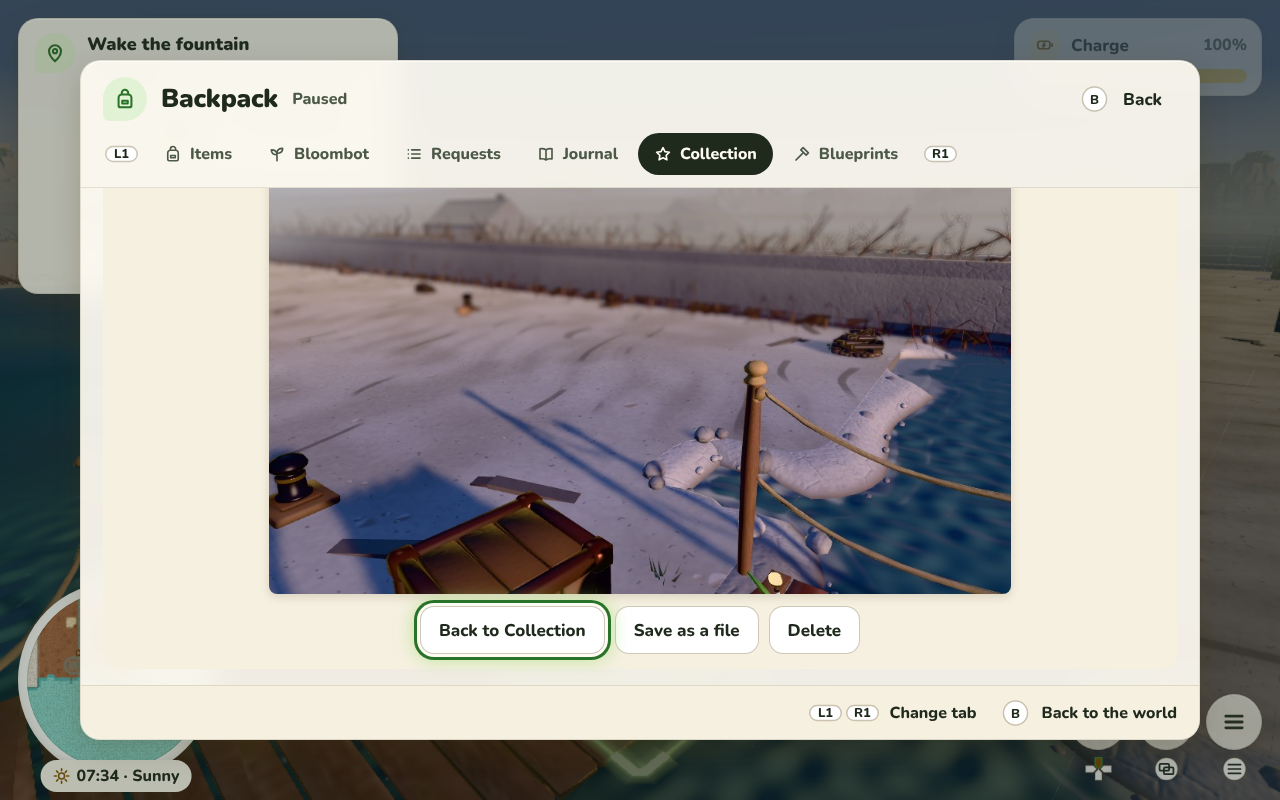 Wake the fountain
Charge 100%
Backpack Paused
B Back
L1 Items Bloombot Requests Journal Collection Blueprints R1
Back to Collection Save as a file Delete
L1 R1 Change tab B Back to the world
07:34 · Sunny